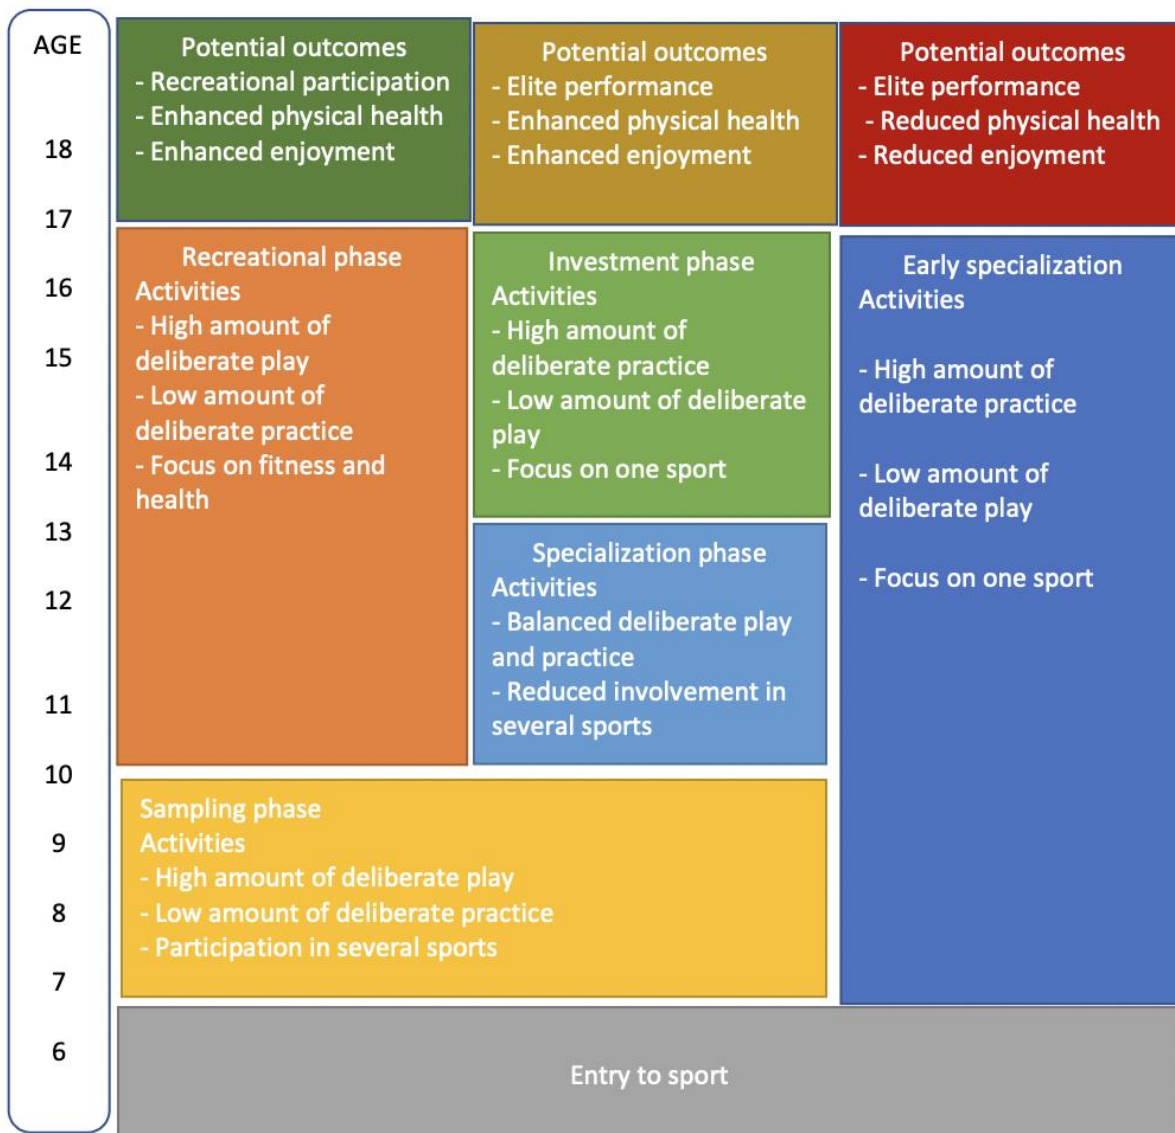 AGE
18
17
16
15
14
13
12
11
10
9
8
7
6
Potential outcomes
- Recreational participation
- Enhanced physical health
- Enhanced enjoyment
Potential outcomes
- Elite performance
- Enhanced physical health
- Enhanced enjoyment
Potential outcomes
- Elite performance
- Reduced physical health
- Reduced enjoyment
Recreational phase
Activities
- High amount of
deliberate play
- Low amount of
deliberate practice
- Focus on fitness and
health
Investment phase
Activities
- High amount of
deliberate practice
- Low amount of deliberate
play
- Focus on one sport
Early specialization
Activities
- High amount of
deliberate practice
- Low amount of
deliberate play
- Focus on one sport
Specialization phase
Activities
- Balanced deliberate play
and practice
- Reduced involvement in
several sports
Sampling phase
Activities
- High amount of deliberate play
- Low amount of deliberate practice
- Participation in several sports
Entry to sport